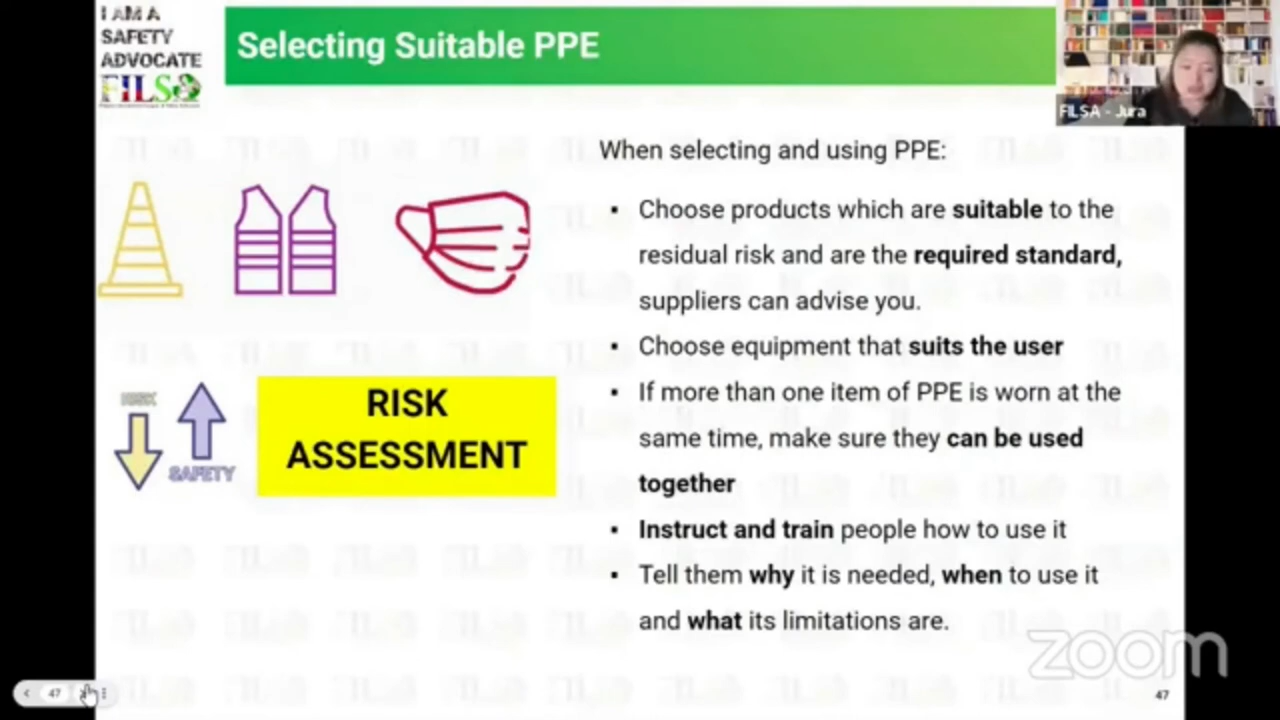 I AM A
SAFETY
ADVOCATE
FILSA
Selecting Suitable PPE
FILSA - Jura
When selecting and using PPE:
▪ Choose products which are suitable to the
residual risk and are the required standard,
suppliers can advise you.
▪ Choose equipment that suits the user
▪ If more than one item of PPE is worn at the
same time, make sure they can be used
together
▪ Instruct and train people how to use it
▪ Tell them why it is needed, when to use it
and what its limitations are.
RISK
SAFETY
RISK
ASSESSMENT
zoom
47
47